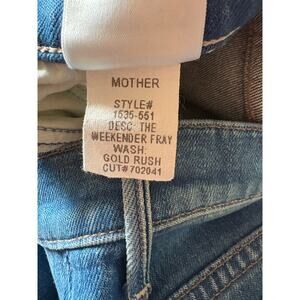 MOTHER
STYLE#
1535-551
DESC: THE
WEEKENDER FRAY
WASH:
GOLD RUSH
CUT#702041